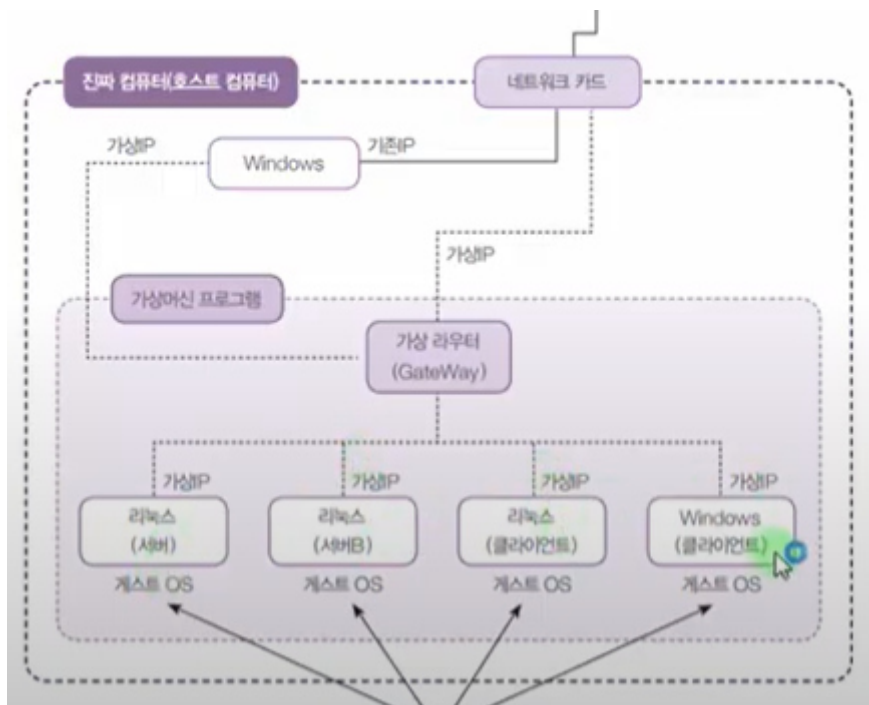 진짜 컴퓨터(호스트 컴퓨터)
네트워크 카드
가상IP
기존IP
Windows
가상IP
가상머신 프로그램
가상 라우터
(GateWay)
가상IP
가상IP
가상IP
가상IP
리눅스
(서버)
리눅스
(서버B)
리눅스
(클라이언트)
Windows
(클라이언트)
게스트 OS
게스트 OS
게스트 OS
게스트 OS